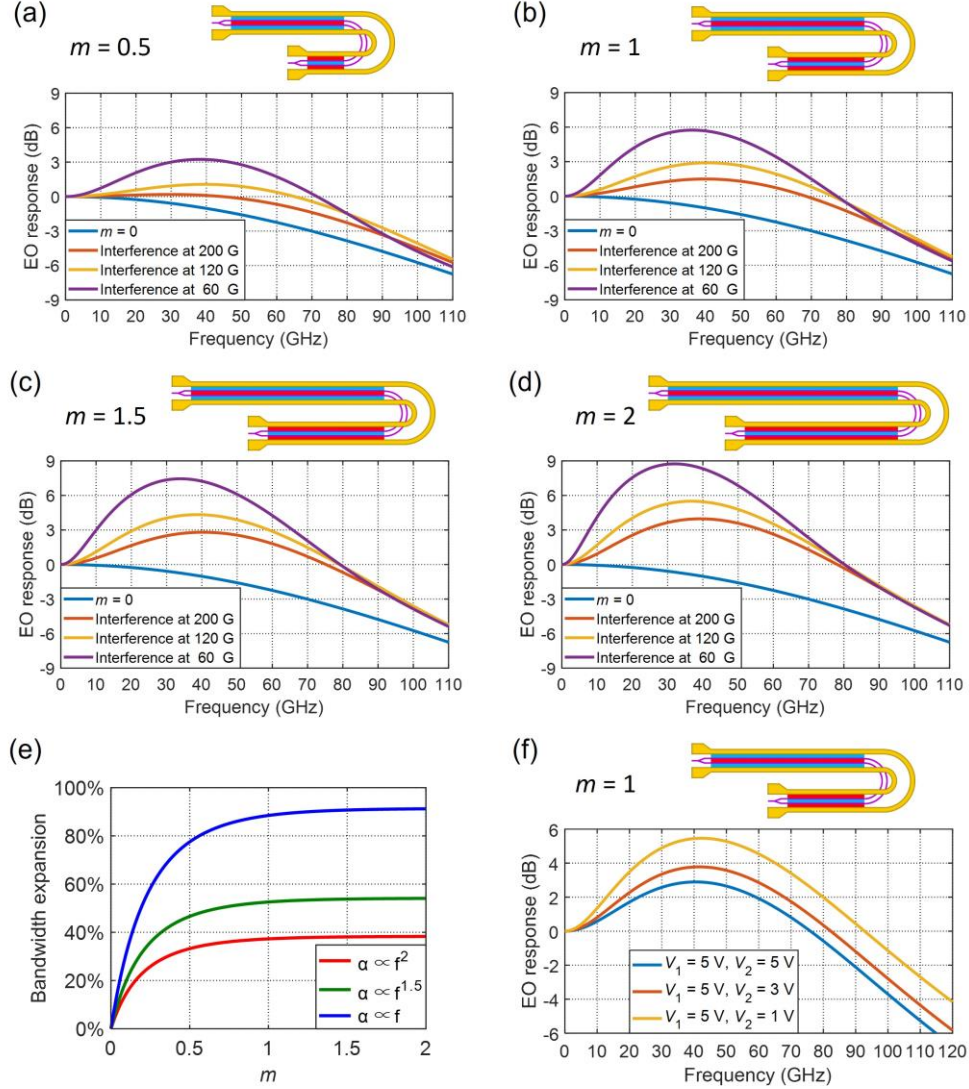 (a)
m = 0.5
EO response (dB)
9
6
3
0
-3
-6
-9
m = 0
Interference at 200 G
Interference at 120 G
Interference at 60 G
0 10 20 30 40 50 60 70 80 90 100 110
Frequency (GHz)
(b)
m = 1
EO response (dB)
9
6
3
0
-3
-6
-9
m = 0
Interference at 200 G
Interference at 120 G
Interference at 60 G
0 10 20 30 40 50 60 70 80 90 100 110
Frequency (GHz)
(c)
m = 1.5
EO response (dB)
9
6
3
0
-3
-6
-9
m = 0
Interference at 200 G
Interference at 120 G
Interference at 60 G
0 10 20 30 40 50 60 70 80 90 100 110
Frequency (GHz)
(d)
m = 2
EO response (dB)
9
6
3
0
-3
-6
-9
m = 0
Interference at 200 G
Interference at 120 G
Interference at 60 G
0 10 20 30 40 50 60 70 80 90 100 110
Frequency (GHz)
(e)
Bandwidth expansion
100%
80%
60%
40%
20%
0%
α ∝ f²
α ∝ f^1.5
α ∝ f
0 0.5 1 1.5 2
m
(f)
m = 1
EO response (dB)
6
4
2
0
-2
-4
-6
V₁ = 5 V, V₂ = 5 V
V₁ = 5 V, V₂ = 3 V
V₁ = 5 V, V₂ = 1 V
0 10 20 30 40 50 60 70 80 90 100 110 120
Frequency (GHz)